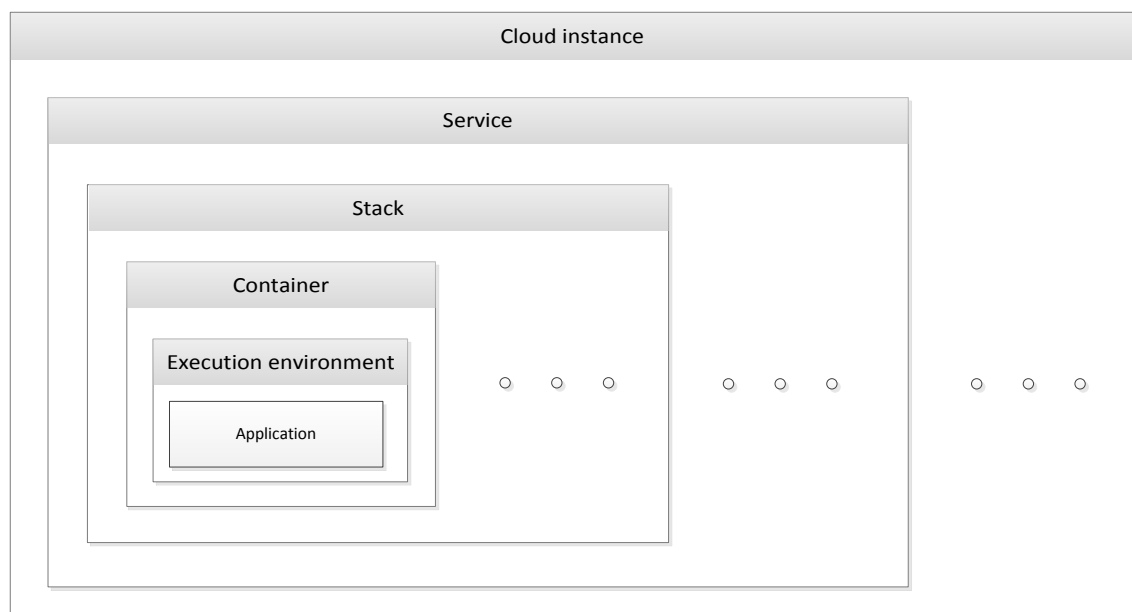 Cloud instance
Service
Stack
Container
Execution environment
Application